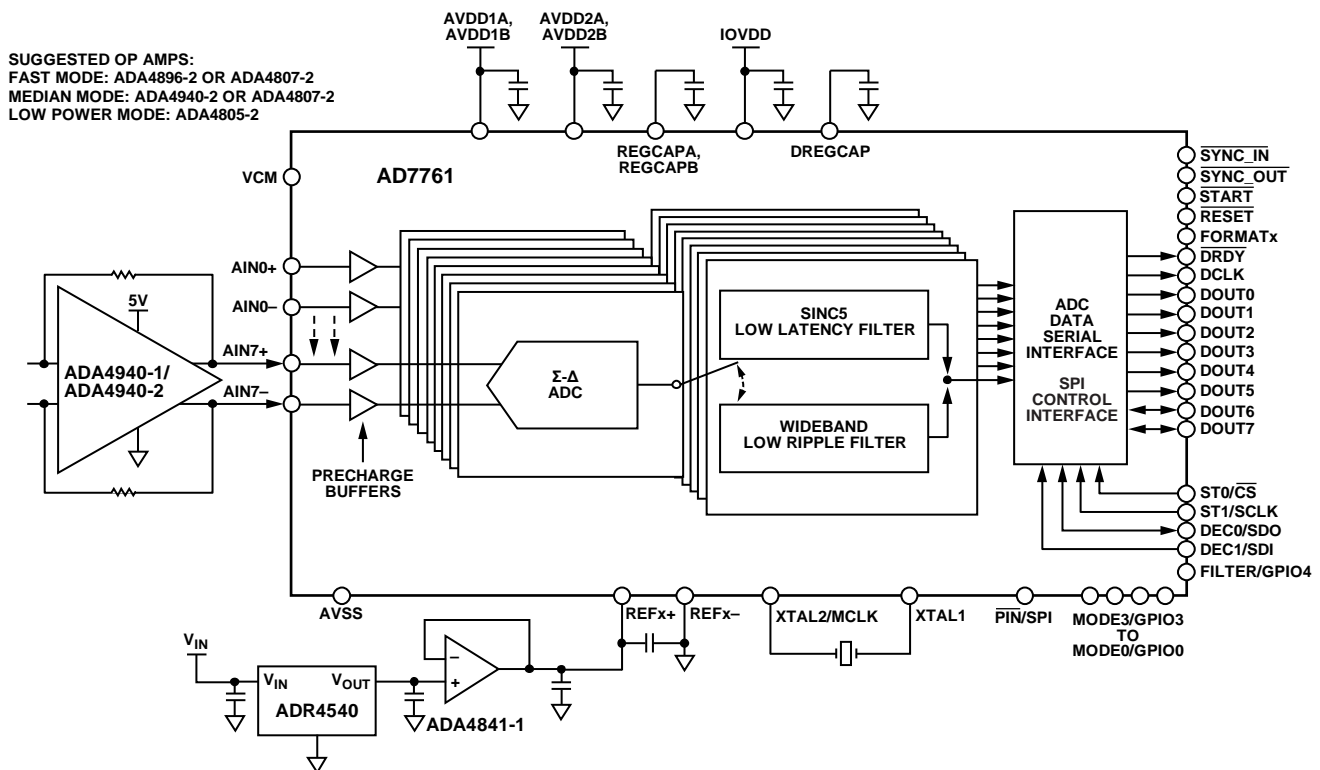 SUGGESTED OP AMPS:
FAST MODE: ADA4896-2 OR ADA4807-2
MEDIAN MODE: ADA4940-2 OR ADA4807-2
LOW POWER MODE: ADA4805-2
AVDD1A,
AVDD1B
AVDD2A,
AVDD2B
IOVDD
REGCAPA,
REGCAPB
DREGCAP
AD7761
VCM
AIN0+
AIN0–
AIN7+
AIN7–
5V
ADA4940-1/
ADA4940-2
PRECHARGE
BUFFERS
Σ-Δ
ADC
SINC5
LOW LATENCY FILTER
WIDEBAND
LOW RIPPLE FILTER
ADC
DATA
SERIAL
INTERFACE
SPI
CONTROL
INTERFACE
SYNC_IN
SYNC_OUT
START
RESET
FORMATx
DRDY
DCLK
DOUT0
DOUT1
DOUT2
DOUT3
DOUT4
DOUT5
DOUT6
DOUT7
ST0/CS
ST1/SCLK
DEC0/SDO
DEC1/SDI
FILTER/GPIO4
AVSS
REFx+
REFx–
XTAL2/MCLK
XTAL1
PIN/SPI
MODE3/GPIO3
TO
MODE0/GPIO0
VIN
VIN
VOUT
ADR4540
–
+
ADA4841-1